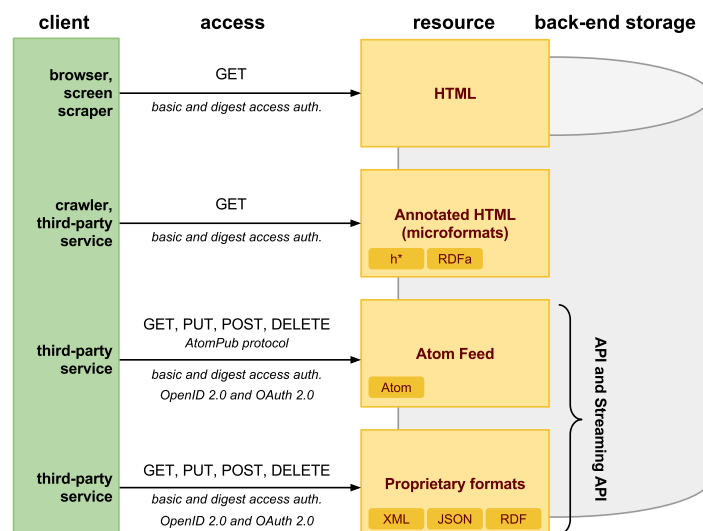 client
access
resource
back-end storage
browser,
screen
scraper
GET
basic and digest access auth.
HTML
crawler,
third-party
service
GET
basic and digest access auth.
Annotated HTML
(microformats)
h*
RDFa
third-party
service
GET, PUT, POST, DELETE
AtomPub protocol
basic and digest access auth.
OpenID 2.0 and OAuth 2.0
Atom Feed
Atom
API and Streaming API
third-party
service
GET, PUT, POST, DELETE
basic and digest access auth.
OpenID 2.0 and OAuth 2.0
Proprietary formats
XML
JSON
RDF